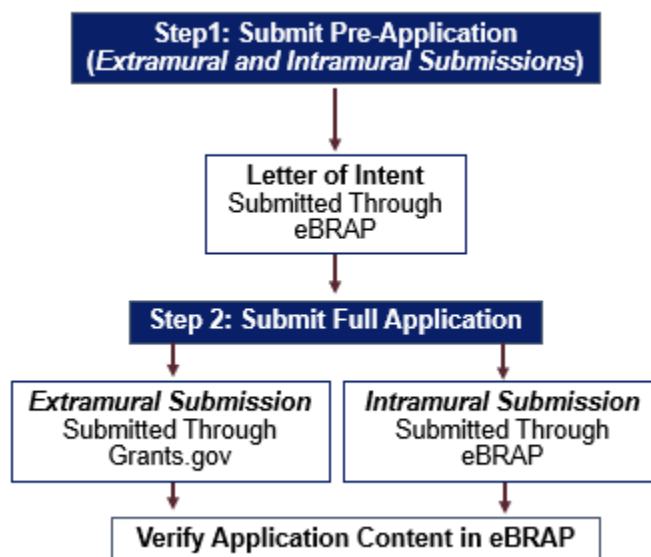 Step1: Submit Pre-Application
(Extramural and Intramural Submissions)
Letter of Intent
Submitted Through
eBRAP
Step 2: Submit Full Application
Extramural Submission
Submitted Through
Grants.gov
Intramural Submission
Submitted Through
eBRAP
Verify Application Content in eBRAP